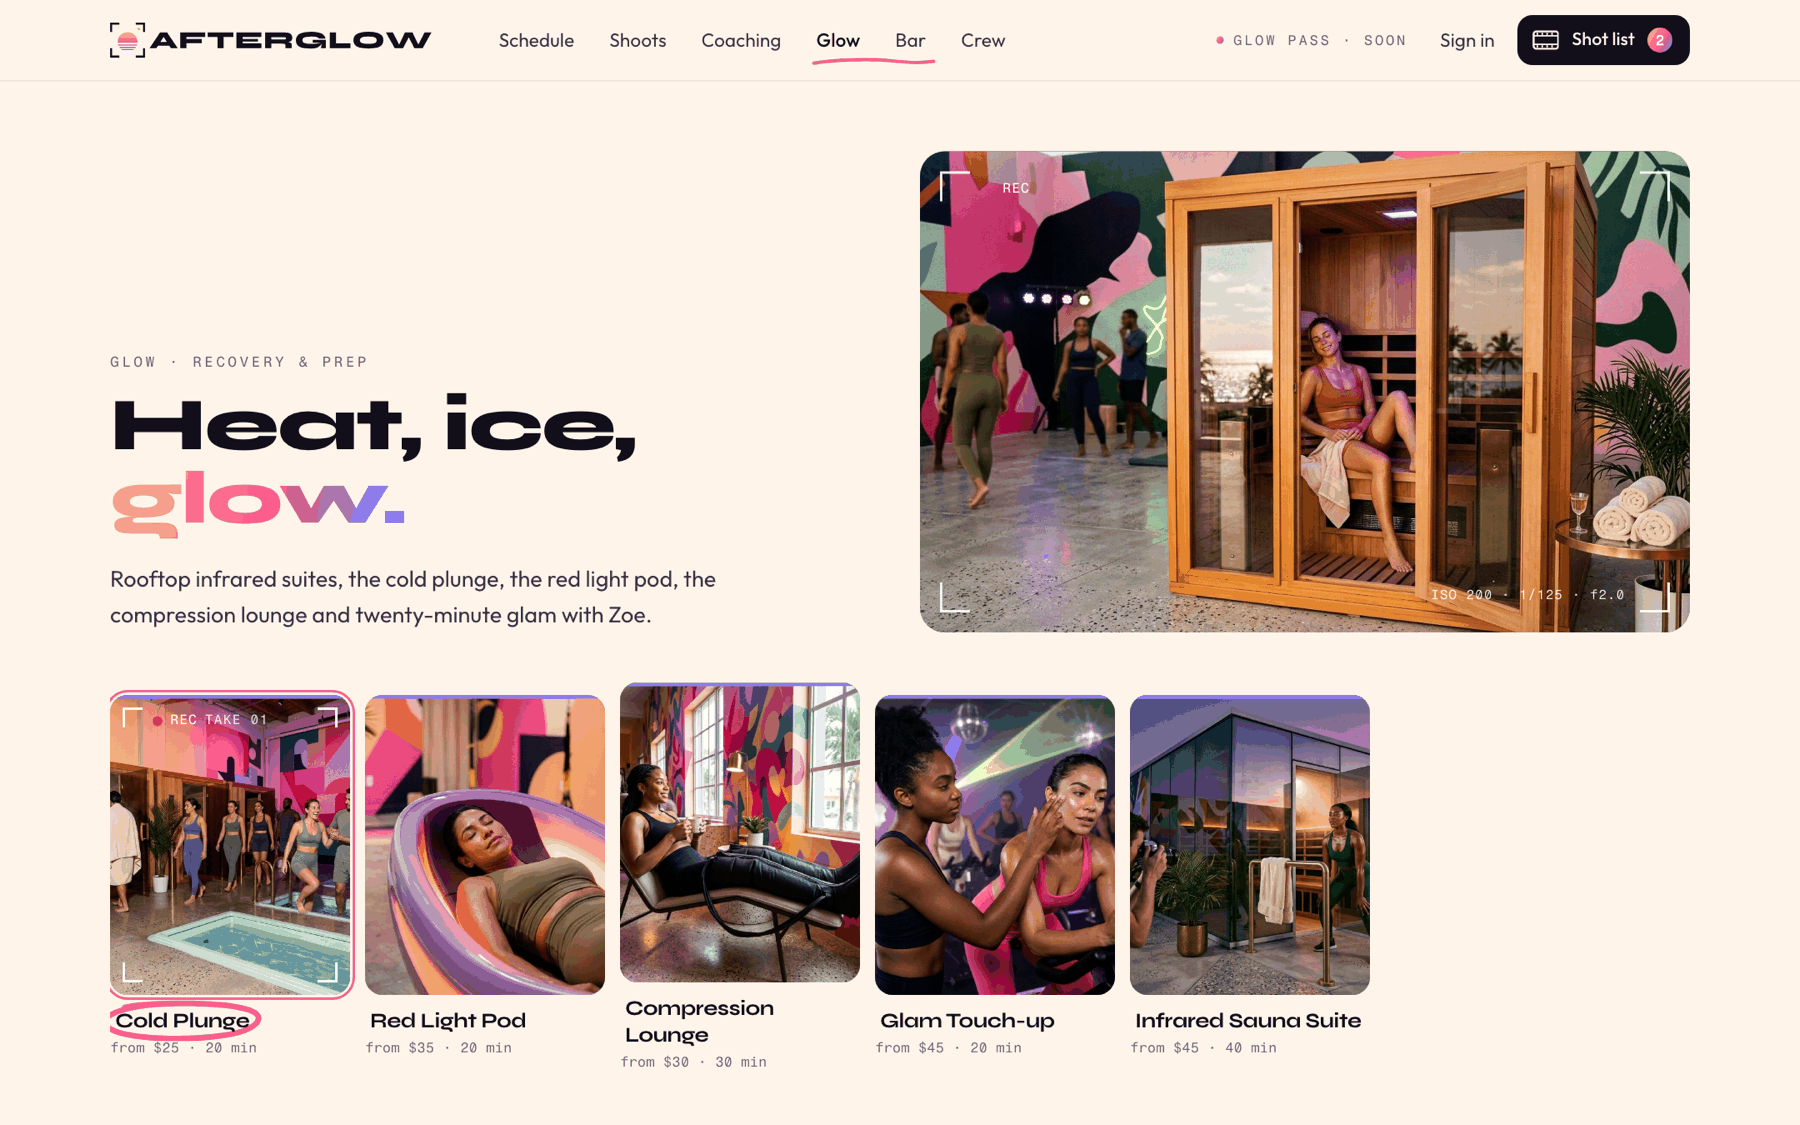 AFTERGLOW
Schedule
Shoots
Coaching
Glow
Bar
Crew
GLOW PASS · SOON
Sign in
Shot list
2
REC
ISO 200 · 1/125 · f2.0
GLOW · RECOVERY & PREP
Heat, ice,
glow.
Rooftop infrared suites, the cold plunge, the red light pod, the
compression lounge and twenty-minute glam with Zoe.
REC TAKE 01
Cold Plunge
from $25 · 20 min
Red Light Pod
from $35 · 20 min
Compression
Lounge
from $30 · 30 min
Glam Touch-up
from $45 · 20 min
Infrared Sauna Suite
from $45 · 40 min